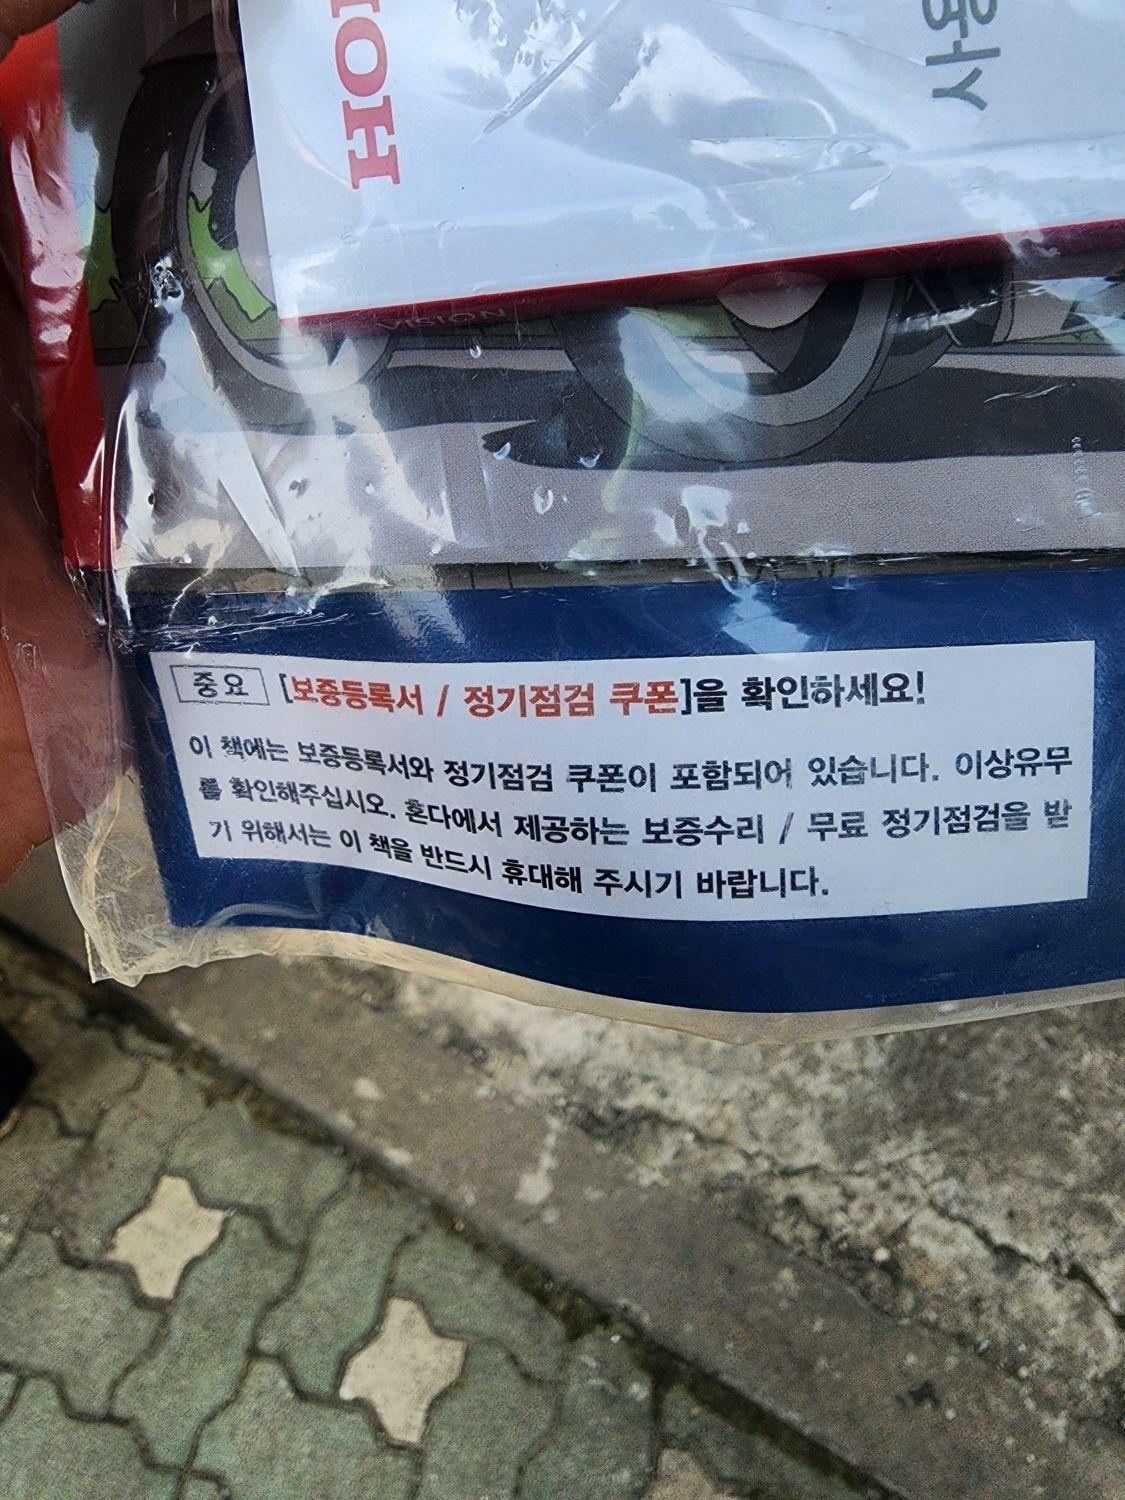 HO
VISION
중요 [보증등록서 / 정기점검 쿠폰]을 확인하세요!
이 책에는 보증등록서와 정기점검 쿠폰이 포함되어 있습니다. 이상유무
를 확인해주십시오. 혼다에서 제공하는 보증수리 / 무료 정기점검을 받
기 위해서는 이 책을 반드시 휴대해 주시기 바랍니다.